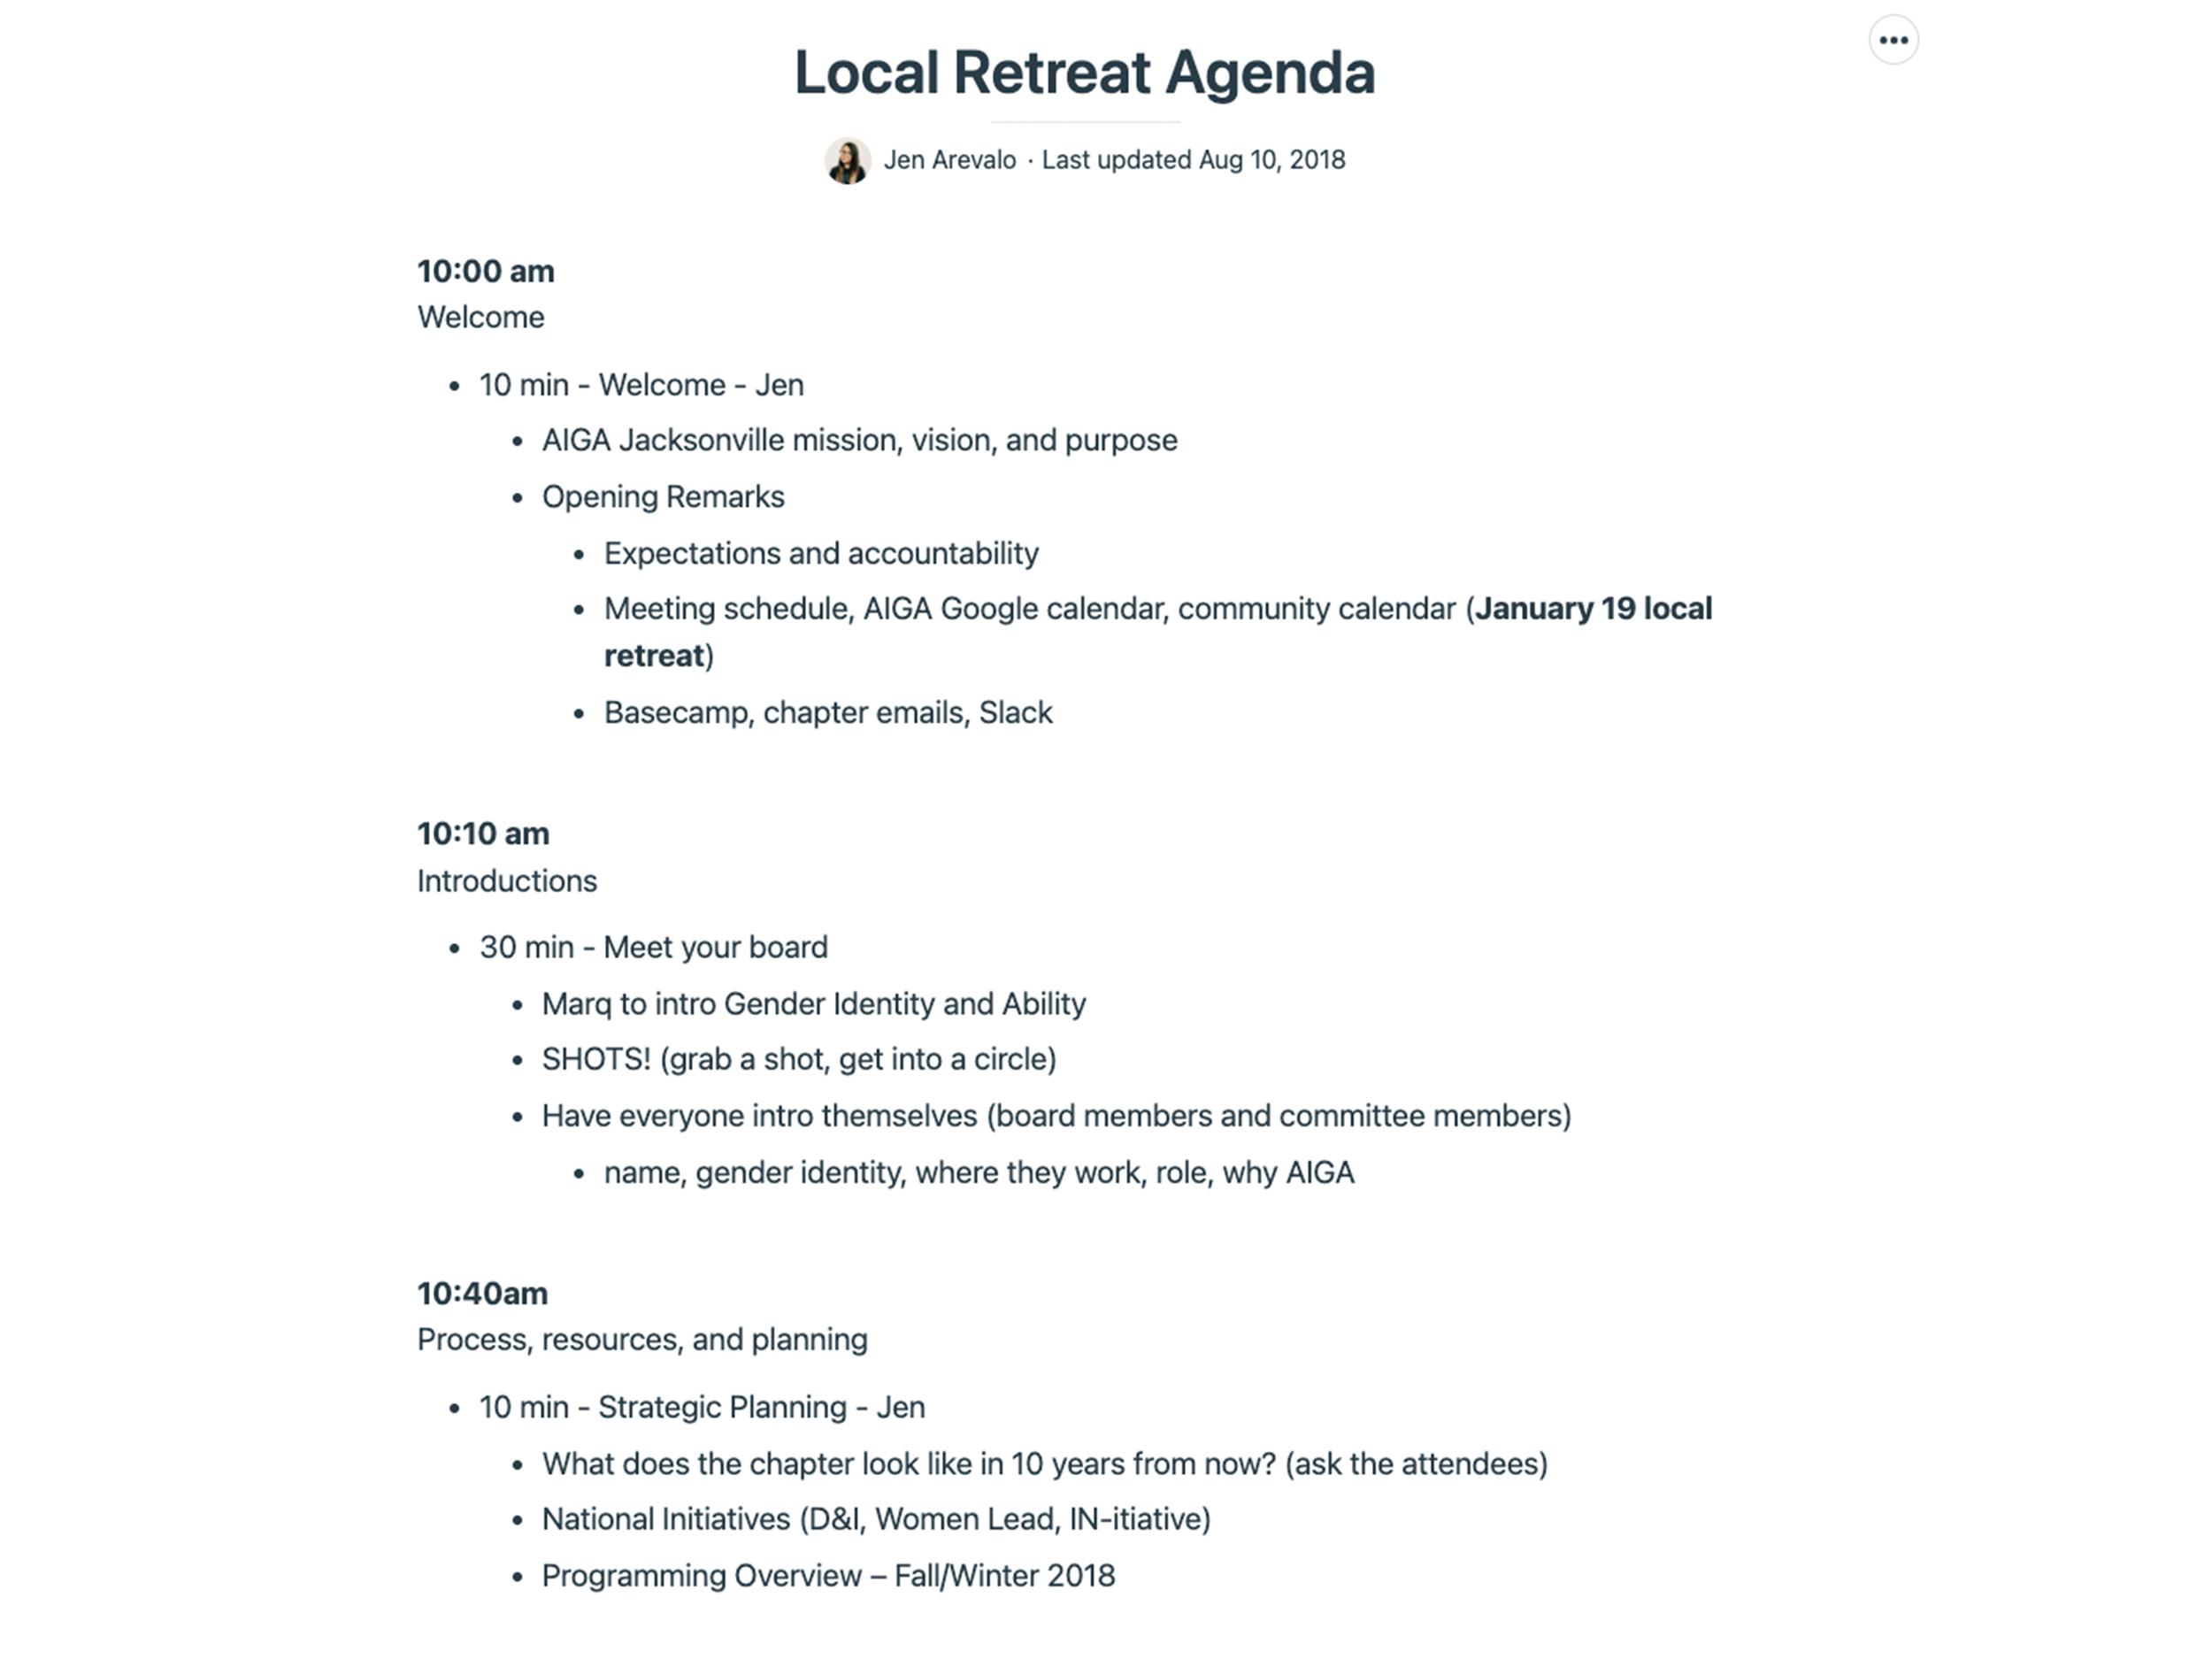 Local Retreat Agenda
Jen Arevalo · Last updated Aug 10, 2018
10:00 am
Welcome
10 min - Welcome - Jen
AIGA Jacksonville mission, vision, and purpose
Opening Remarks
Expectations and accountability
Meeting schedule, AIGA Google calendar, community calendar (January 19 local
retreat)
Basecamp, chapter emails, Slack
10:10 am
Introductions
30 min - Meet your board
Marq to intro Gender Identity and Ability
SHOTS! (grab a shot, get into a circle)
Have everyone intro themselves (board members and committee members)
name, gender identity, where they work, role, why AIGA
10:40am
Process, resources, and planning
10 min - Strategic Planning - Jen
What does the chapter look like in 10 years from now? (ask the attendees)
National Initiatives (D&I, Women Lead, IN-itiative)
Programming Overview – Fall/Winter 2018